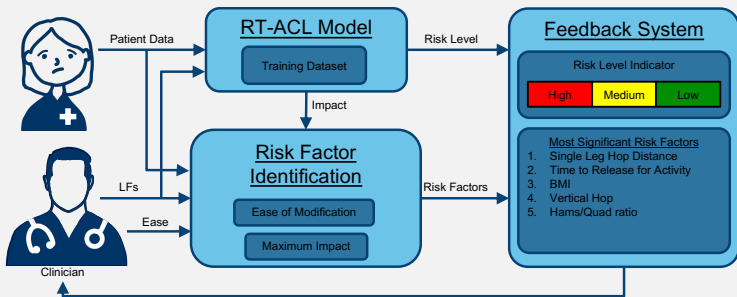 Patient Data
RT-ACL Model
Training Dataset
Risk Level
Feedback System
Risk Level Indicator
High
Medium
Low
Impact
Risk Factor
Identification
Ease of Modification
Maximum Impact
LFs
Ease
Risk Factors
Most Significant Risk Factors
1. Single Leg Hop Distance
2. Time to Release for Activity
3. BMI
4. Vertical Hop
5. Hams/Quad ratio
Clinician